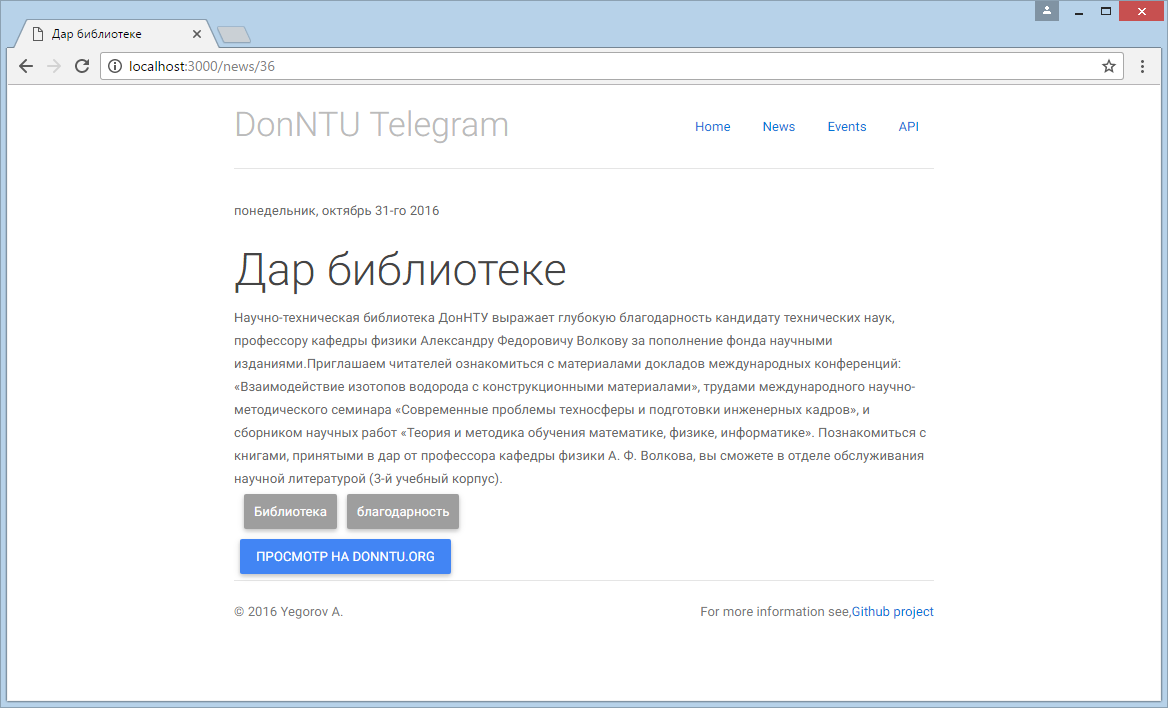 Дар библиотеке
localhost:3000/news/36
DonNTU Telegram
Home News Events API
понедельник, октябрь 31-го 2016
Дар библиотеке
Научно-техническая библиотека ДонНТУ выражает глубокую благодарность кандидату технических наук,
профессору кафедры физики Александру Федоровичу Волкову за пополнение фонда научными
изданиями.Приглашаем читателей ознакомиться с материалами докладов международных конференций:
«Взаимодействие изотопов водорода с конструкционными материалами», трудами международного научно-
методического семинара «Современные проблемы техносферы и подготовки инженерных кадров», и
сборником научных работ «Теория и методика обучения математике, физике, информатике». Познакомиться с
книгами, принятыми в дар от профессора кафедры физики А. Ф. Волкова, вы сможете в отделе обслуживания
научной литературой (3-й учебный корпус).
Библиотека благодарность
ПРОСМОТР НА DONNTU.ORG
© 2016 Yegorov A. For more information see,Github project